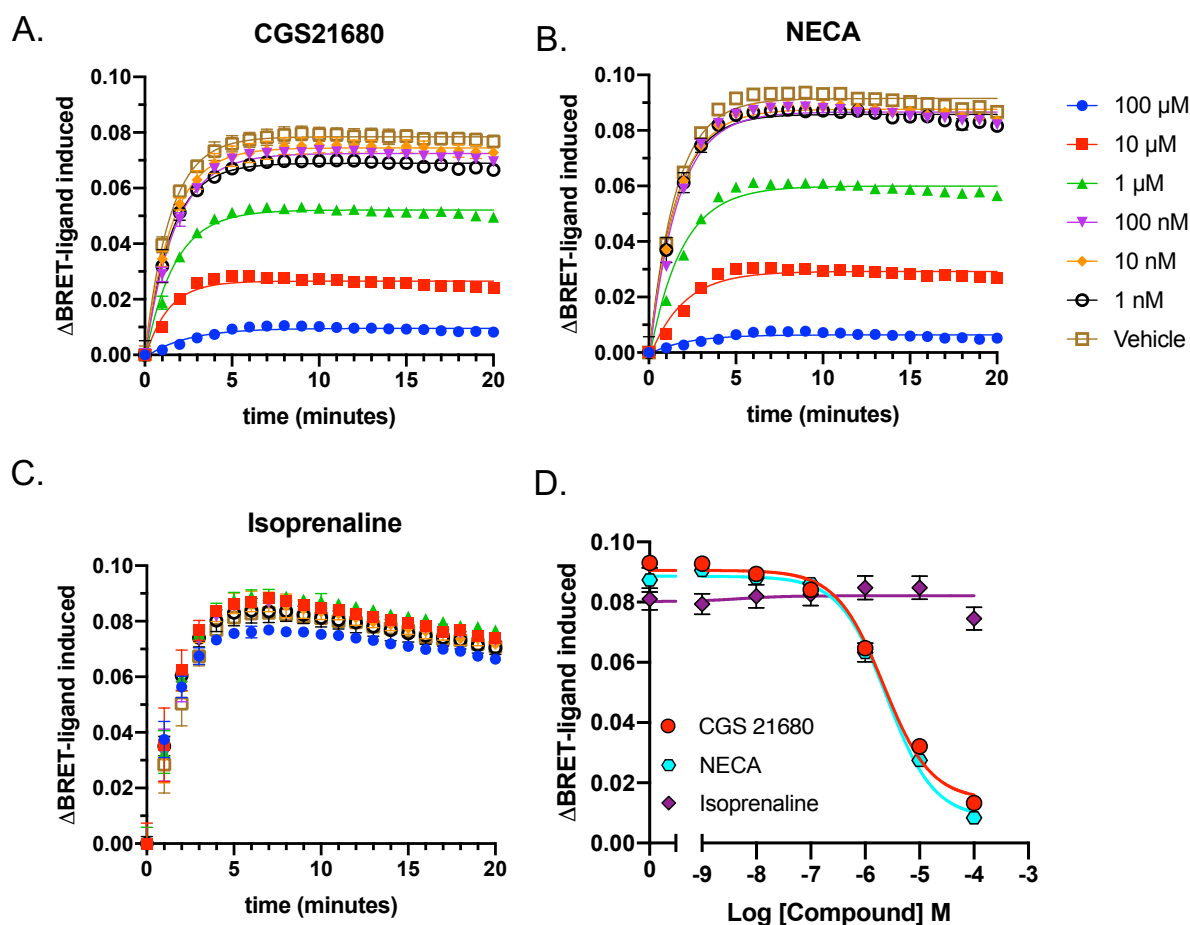 A.
CGS21680
ΔBRET-ligand induced
0.10
0.08
0.06
0.04
0.02
0.00
0 5 10 15 20
time (minutes)
B.
NECA
ΔBRET-ligand induced
0.10
0.08
0.06
0.04
0.02
0.00
0 5 10 15 20
time (minutes)
100 µM
10 µM
1 µM
100 nM
10 nM
1 nM
Vehicle
C.
Isoprenaline
ΔBRET-ligand induced
0.10
0.08
0.06
0.04
0.02
0.00
0 5 10 15 20
time (minutes)
D.
ΔBRET-ligand induced
0.10
0.08
0.06
0.04
0.02
0.00
CGS 21680
NECA
Isoprenaline
0 -9 -8 -7 -6 -5 -4 -3
Log [Compound] M